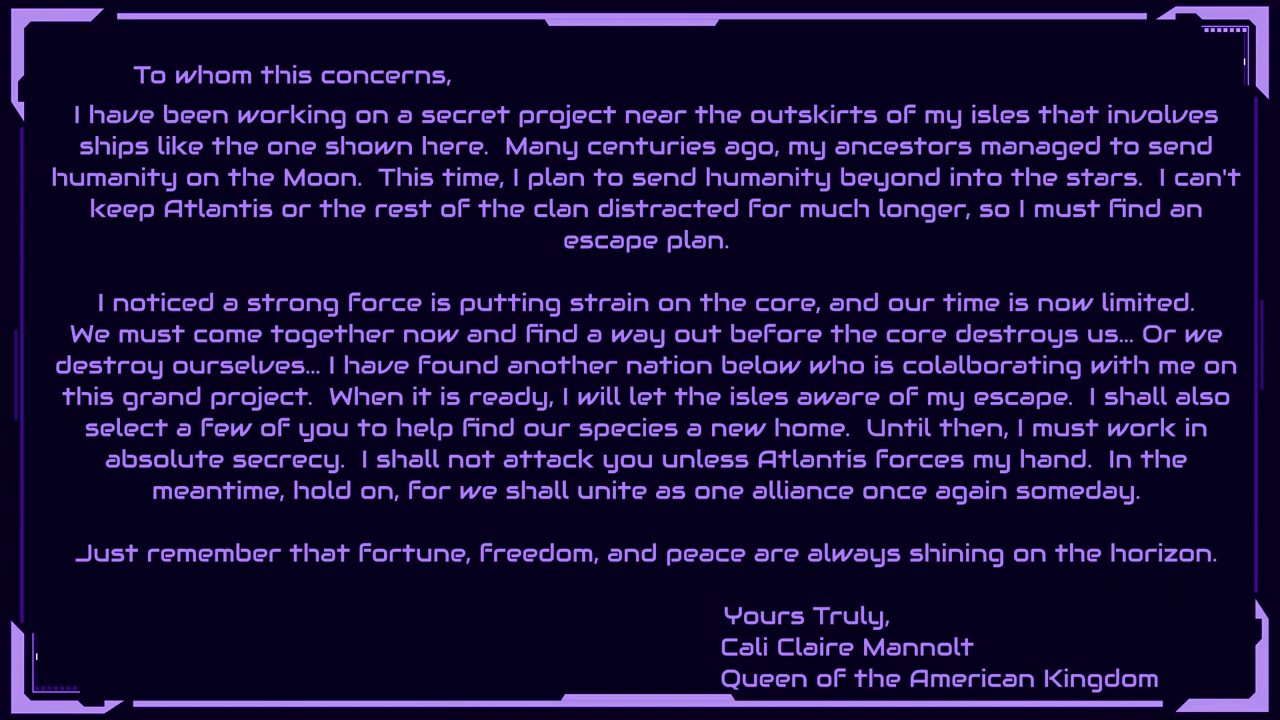 To whom this concerns,
I have been working on a secret project near the outskirts of my isles that involves
ships like the one shown here.  Many centuries ago, my ancestors managed to send
humanity on the Moon.  This time, I plan to send humanity beyond into the stars.  I can't
keep Atlantis or the rest of the clan distracted for much longer, so I must find an
escape plan.
I noticed a strong force is putting strain on the core, and our time is now limited.
We must come together now and find a way out before the core destroys us... Or we
destroy ourselves... I have found another nation below who is colalborating with me on
this grand project.  When it is ready, I will let the isles aware of my escape.  I shall also
select a few of you to help find our species a new home.  Until then, I must work in
absolute secrecy.  I shall not attack you unless Atlantis forces my hand.  In the
meantime, hold on, for we shall unite as one alliance once again someday.
Just remember that fortune, freedom, and peace are always shining on the horizon.
Yours Truly,
Cali Claire Mannolt
Queen of the American Kingdom